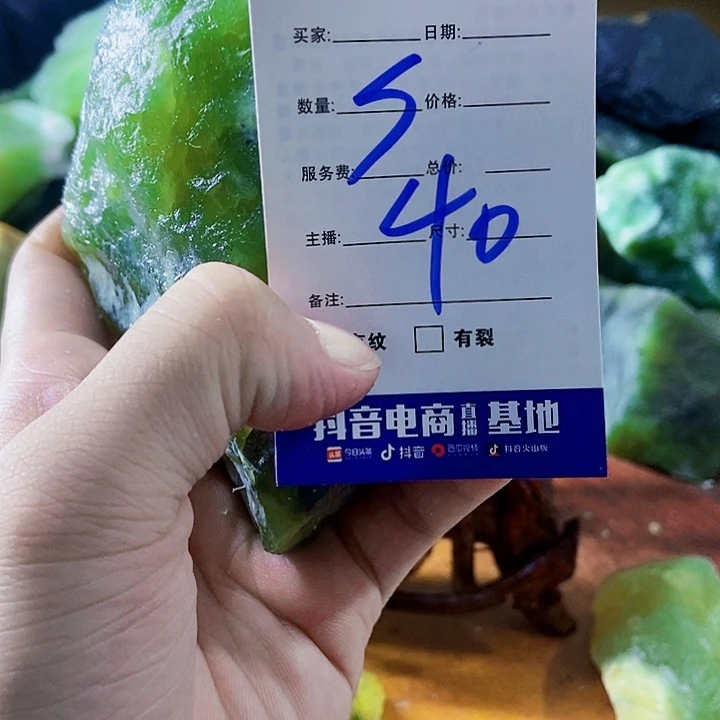 买家: 日期:
数量: 价格:
S
服务费: 总价:
40
主播: 尺寸:
备注:
纹 有裂
抖音电商直播基地
今日头条 抖音 西瓜视频 抖音火山版